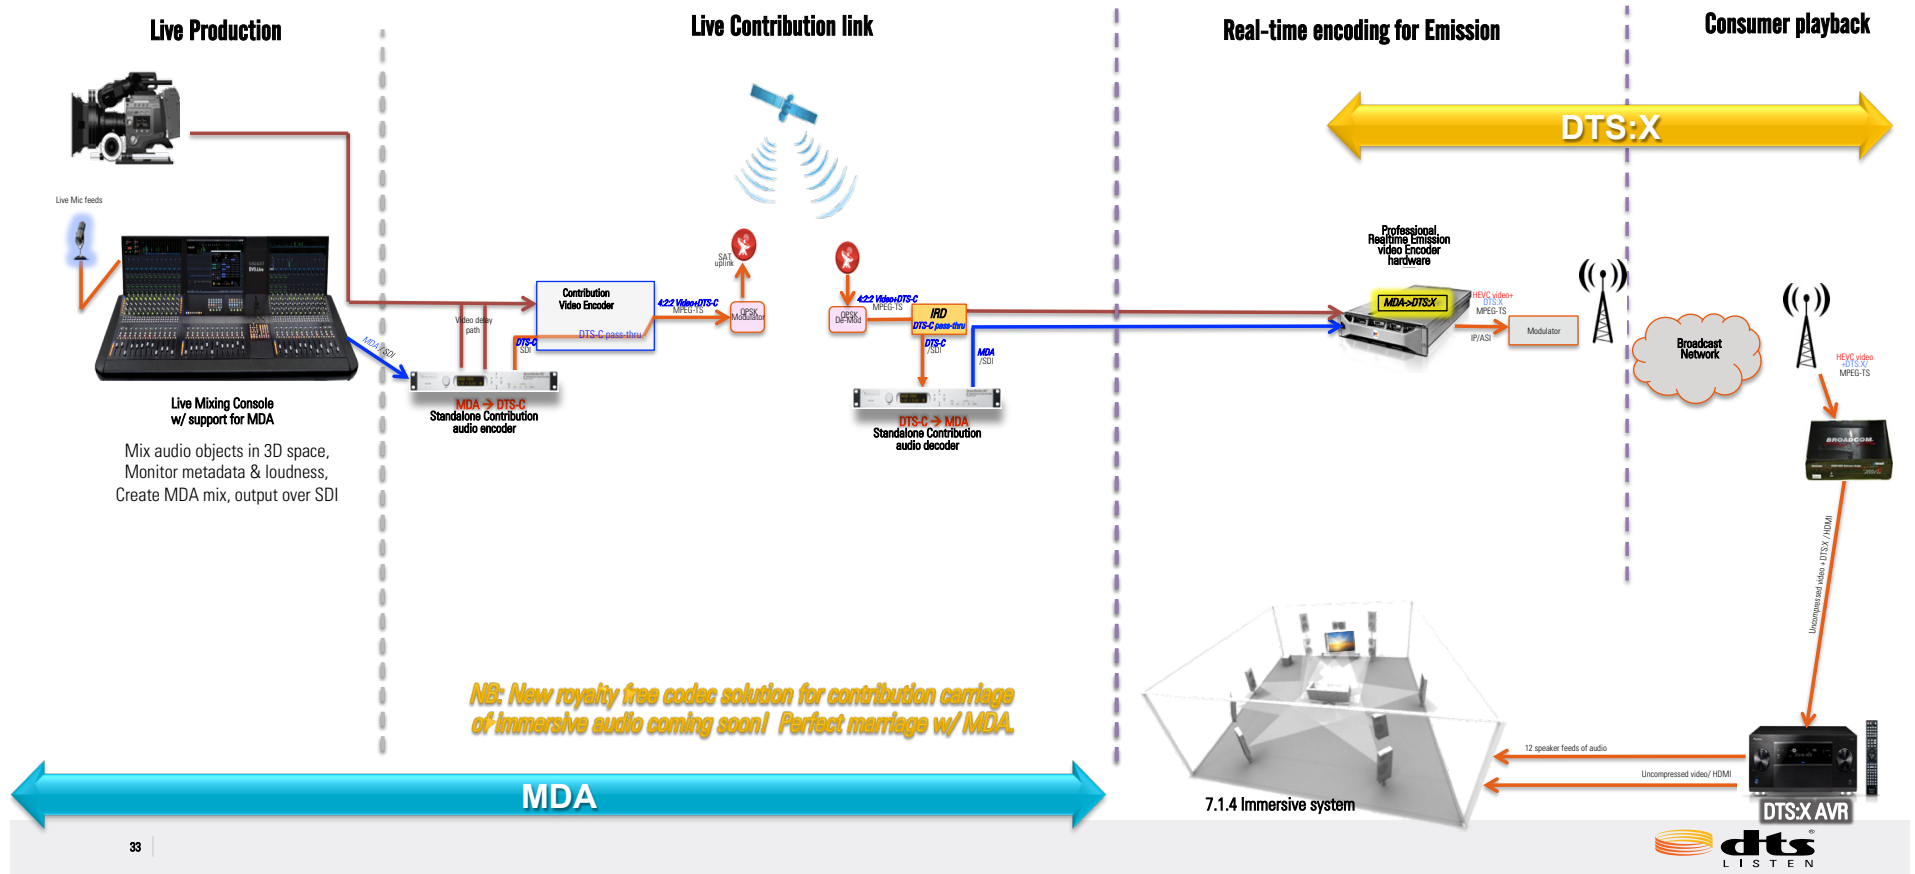 Live Production
Live Contribution link
Real-time encoding for Emission
Consumer playback
DTS:X
Live Mic feeds
Live Mixing Console
w/ support for MDA
Mix audio objects in 3D space,
Monitor metadata & loudness,
Create MDA mix, output over SDI
MDA /SDI
Video delay
path
MDA → DTS-C
Standalone Contribution
audio encoder
DTS-C
SDI
Contribution
Video Encoder
DTS-C pass-thru
4:2:2 Video+DTS-C
MPEG-TS
QPSK
Modulator
SAT
uplink
QPSK
De-Mod
4:2:2 Video+DTS-C
MPEG-TS
IRD
DTS-C pass-thru
DTS-C
/SDI
MDA
/SDI
DTS-C → MDA
Standalone Contribution
audio decoder
Professional
Realtime Emission
video Encoder
hardware
MDA->DTS:X
HEVC video+
DTS:X
MPEG-TS
IP/ASI
Modulator
Broadcast
Network
HEVC video
+DTS:X/
MPEG-TS
BROADCOM
Uncompressed video + DTS:X / HDMI
12 speaker feeds of audio
Uncompressed video/ HDMI
DTS:X AVR
7.1.4 Immersive system
NB: New royalty free codec solution for contribution carriage
of immersive audio coming soon! Perfect marriage w/ MDA.
MDA
33
dts®
LISTEN